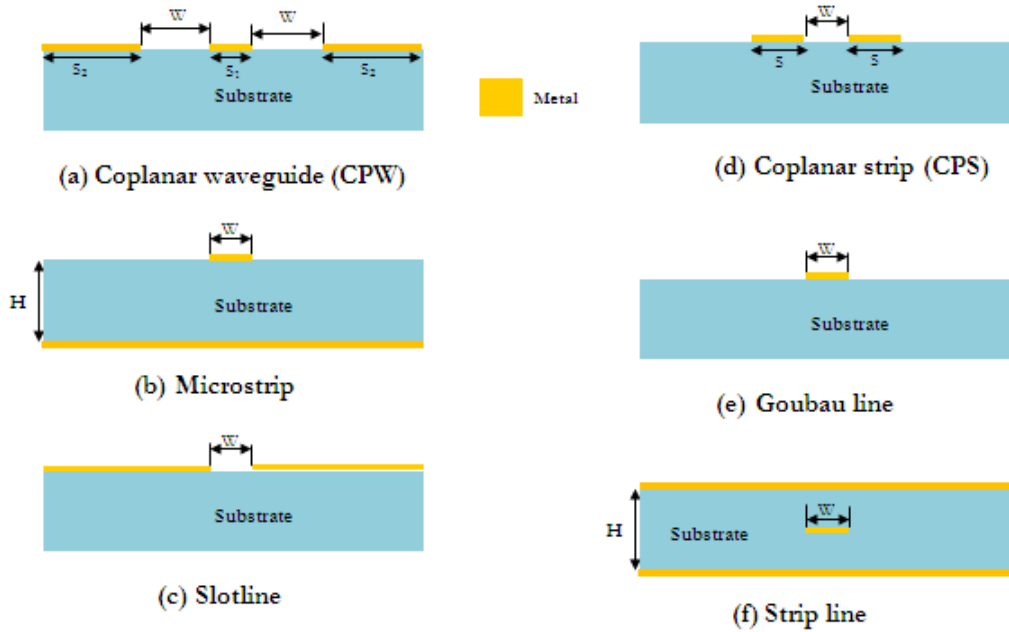 W W
S₂ S₁ S₂
Substrate
(a) Coplanar waveguide (CPW)
Metal
W
S S
Substrate
(d) Coplanar strip (CPS)
W
H
Substrate
(b) Microstrip
W
Substrate
(e) Goubau line
W
Substrate
(c) Slotline
W
H
Substrate
(f) Strip line